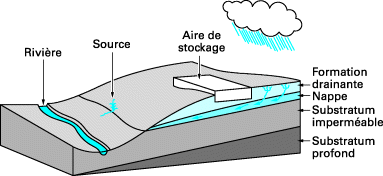 Rivière
Source
Aire de
stockage
Formation
drainante
Nappe
Substratum
imperméable
Substratum
profond